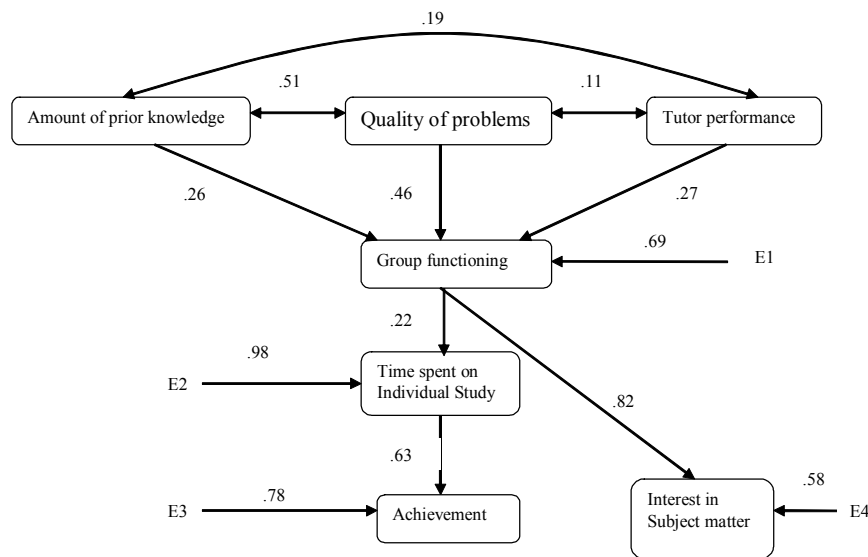 .19
.51
.11
Amount of prior knowledge
Quality of problems
Tutor performance
.26
.46
.27
.69
Group functioning
E1
.22
.98
Time spent on
Individual Study
E2
.82
.63
.78
.58
Interest in
Subject matter
E3
Achievement
E4